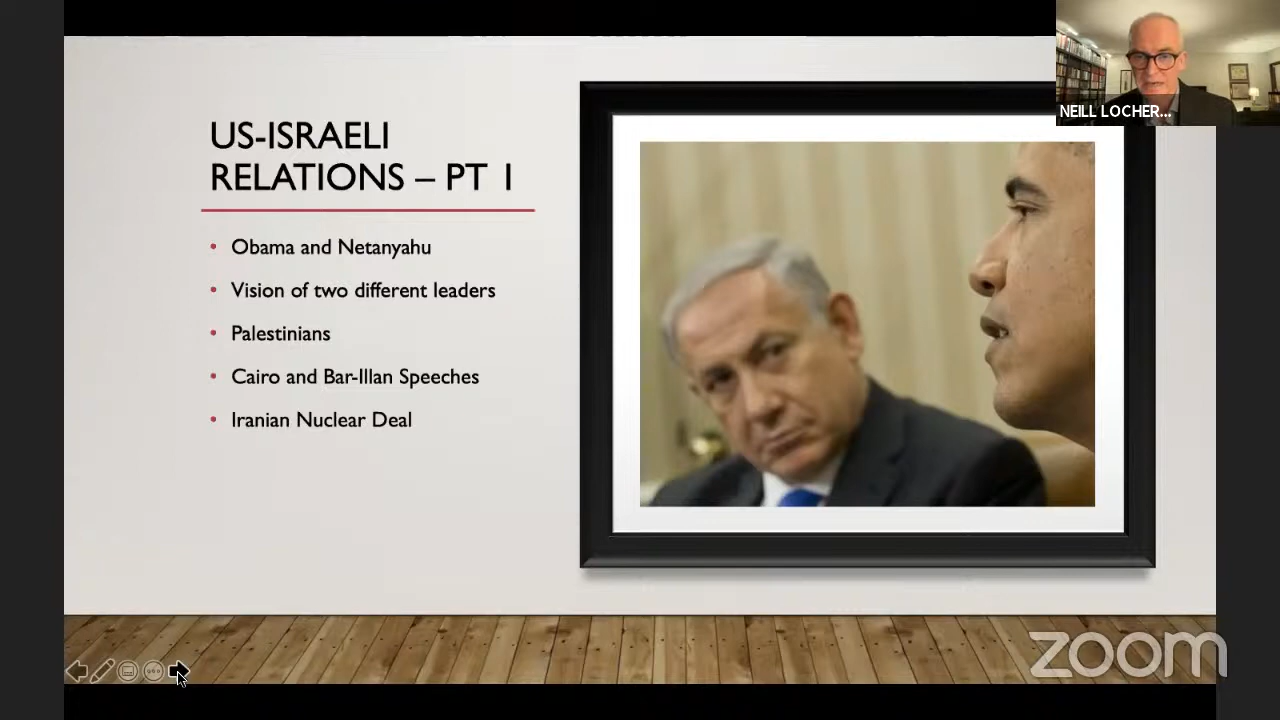 US-ISRAELI
RELATIONS – PT 1
• Obama and Netanyahu
• Vision of two different leaders
• Palestinians
• Cairo and Bar-Illan Speeches
• Iranian Nuclear Deal
NEILL LOCHER...
zoom